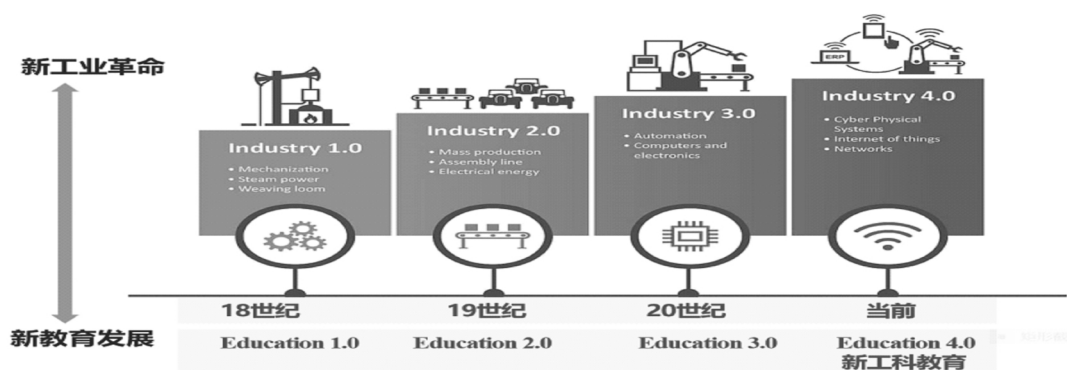 新工业革命
ERP
Industry 1.0
• Mechanization
• Steam power
• Weaving loom
Industry 2.0
• Mass production
• Assembly line
• Electrical energy
Industry 3.0
• Automation
• Computers and
electronics
Industry 4.0
• Cyber Physical
Systems
• Internet of things
• Networks
18世纪
19世纪
20世纪
当前
新教育发展
Education 1.0
Education 2.0
Education 3.0
Education 4.0
新工科教育